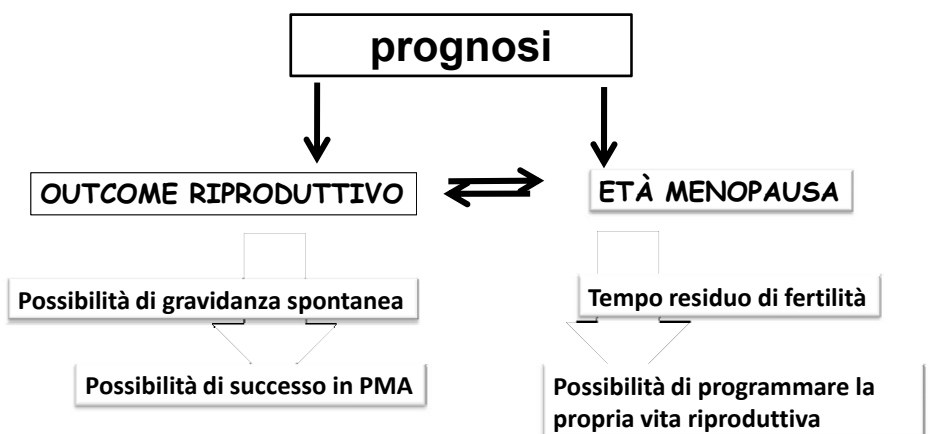 prognosi
OUTCOME RIPRODUTTIVO
ETÀ MENOPAUSA
Possibilità di gravidanza spontanea
Tempo residuo di fertilità
Possibilità di successo in PMA
Possibilità di programmare la
propria vita riproduttiva